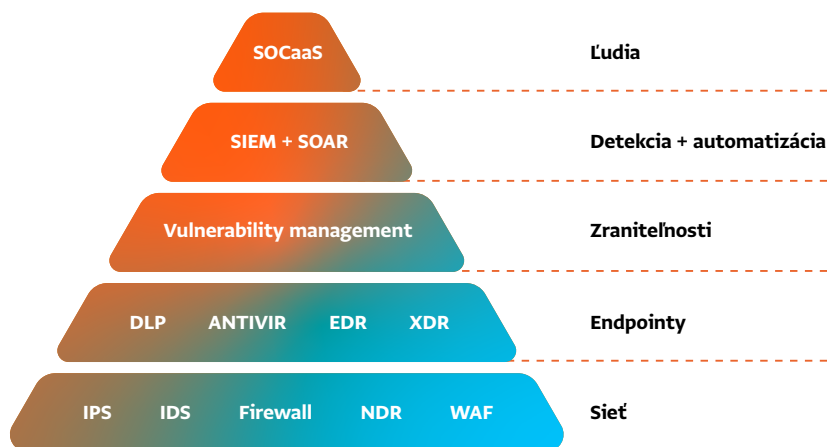 SOCaaS Ľudia
SIEM + SOAR Detekcia + automatizácia
Vulnerability management Zraniteľnosti
DLP ANTIVIR EDR XDR Endpointy
IPS IDS Firewall NDR WAF Sieť